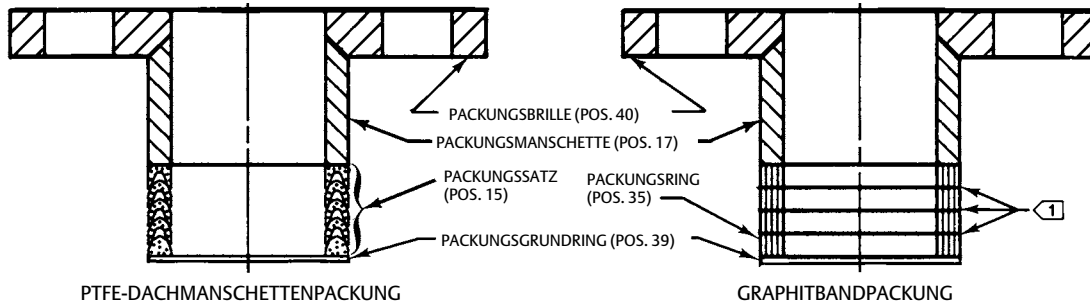 PACKUNGSBRILLE (POS. 40)
PACKUNGSMANSCHETTE (POS. 17)
PACKUNGSSATZ
(POS. 15)
PACKUNGSRING
(POS. 35)
1
PACKUNGSGRUNDRING (POS. 39)
PTFE-DACHMANSCHETTENPACKUNG
GRAPHITBANDPACKUNG